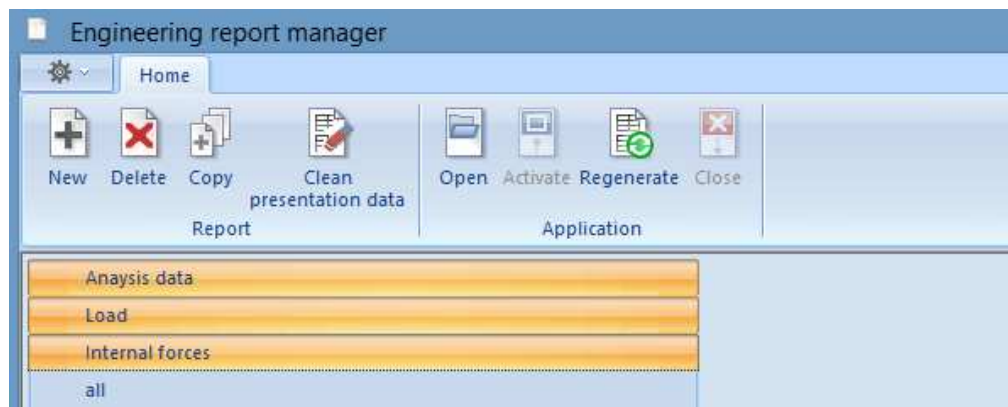 Engineering report manager
Home
New Delete Copy Clean presentation data Open Activate Regenerate Close
Report Application
Anaysis data
Load
Internal forces
all